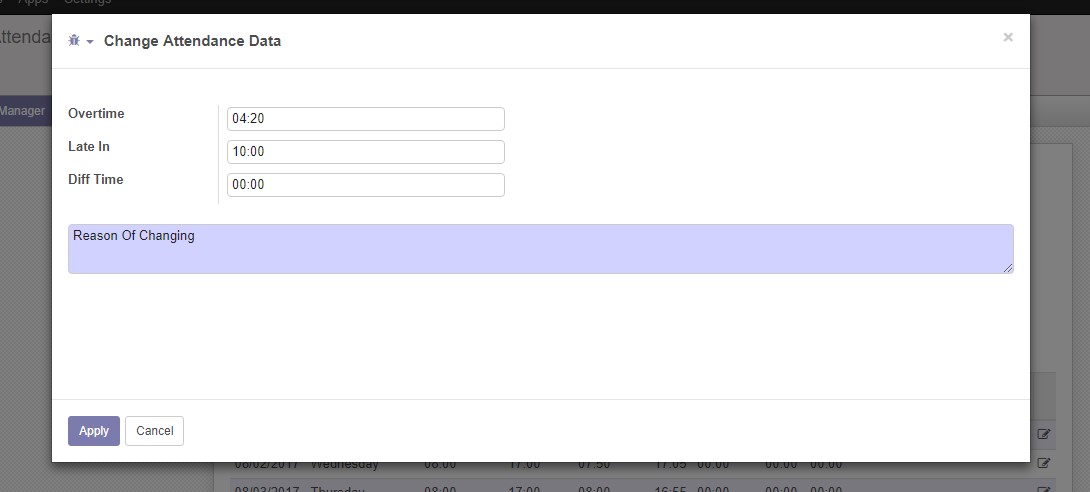 Apps Settings
Change Attendance Data ×
Manager
Overtime 04:20
Late In 10:00
Diff Time 00:00
Reason Of Changing
Apply Cancel
08/02/2017 Wednesday 08:00 17:00 07:50 17:05 00:00 00:00 00:00
08/03/2017 Thursday 08:00 17:00 08:00 16:55 00:00 00:00 00:00